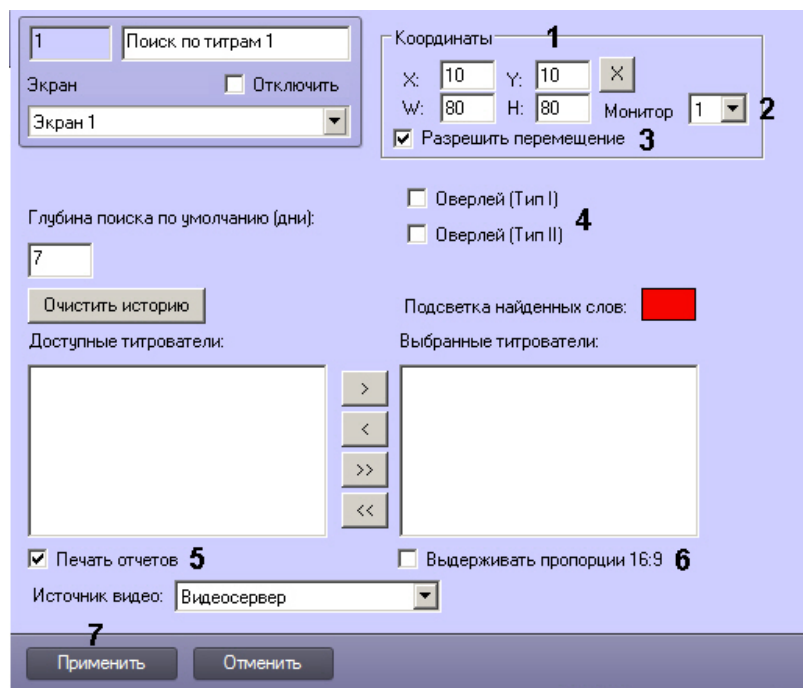 1 Поиск по титрам 1
Экран Отключить
Экран 1
Координаты 1
X: 10 Y: 10 X
W: 80 H: 80 Монитор 1 2
Разрешить перемещение 3
Оверлей (Тип I)
Оверлей (Тип II) 4
Глубина поиска по умолчанию (дни):
7
Очистить историю
Подсветка найденных слов:
Доступные титрователи:
Выбранные титрователи:
>
<
>>
<<
Печать отчетов 5
Выдерживать пропорции 16:9 6
Источник видео: Видеосервер
7
Применить Отменить